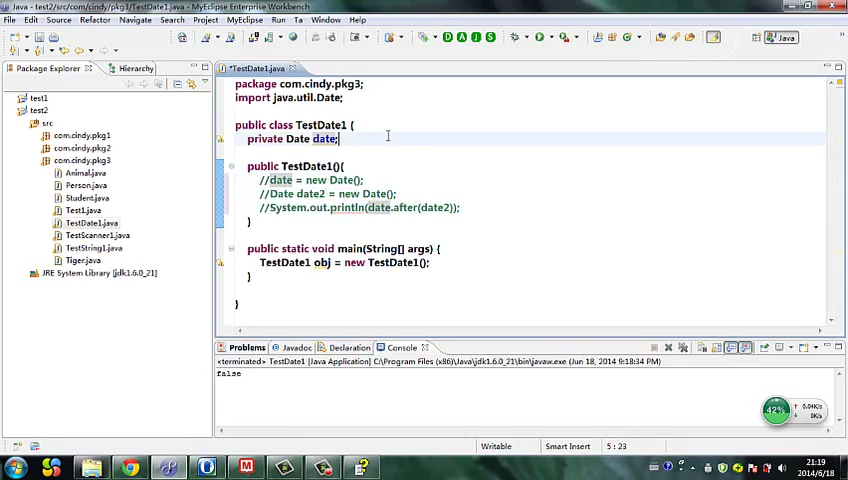 Java - test2/src/com/cindy/pkg3/TestDate1.java - MyEclipse Enterprise Workbench
File Edit Source Refactor Navigate Search Project MyEclipse Run Window Help
Java
Package Explorer Hierarchy
*TestDate1.java
test1
test2
src
com.cindy.pkg1
com.cindy.pkg2
com.cindy.pkg3
Animal.java
Person.java
Student.java
Test1.java
TestDate1.java
TestScanner1.java
TestString1.java
Tiger.java
JRE System Library [jdk1.6.0_21]
package com.cindy.pkg3;
import java.util.Date;
public class TestDate1 {
private Date date;
public TestDate1(){
//date = new Date();
//Date date2 = new Date();
//System.out.println(date.after(date2));
}
public static void main(String[] args) {
TestDate1 obj = new TestDate1();
}
}
Problems Javadoc Declaration Console
<terminated> TestDate1 [Java Application] C:\Program Files (x86)\Java\jdk1.6.0_21\bin\javaw.exe (Jun 18, 2014 9:18:34 PM)
false
42%
0.04K/s
0K/s
Writable Smart Insert 5 : 23
21:19
2014/6/18